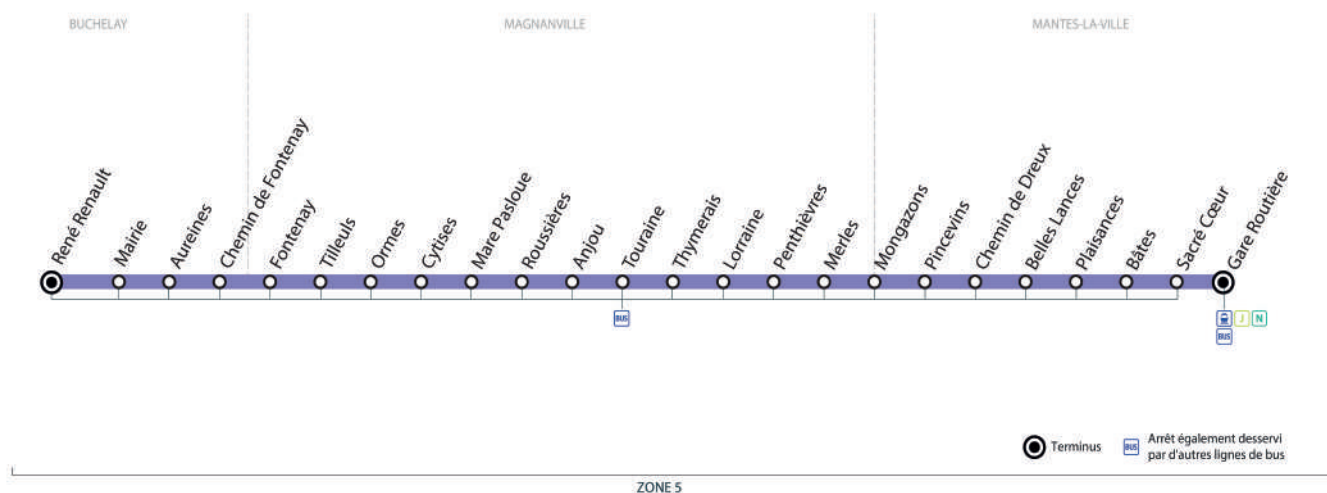 BUCHELAY
MAGNANVILLE
MANTES-LA-VILLE
René Renault
Mairie
Aureines
Chemin de Fontenay
Fontenay
Tilleuls
Ormes
Cytises
Mare Pasloue
Roussières
Anjou
Touraine
Thymerais
Lorraine
Penthièvres
Merles
Mongazons
Pincevins
Chemin de Dreux
Belles Lances
Plaisances
Bâtes
Sacré Cœur
Gare Routière
BUS
J N
BUS
Terminus
BUS
Arrêt également desservi
par d'autres lignes de bus
ZONE 5